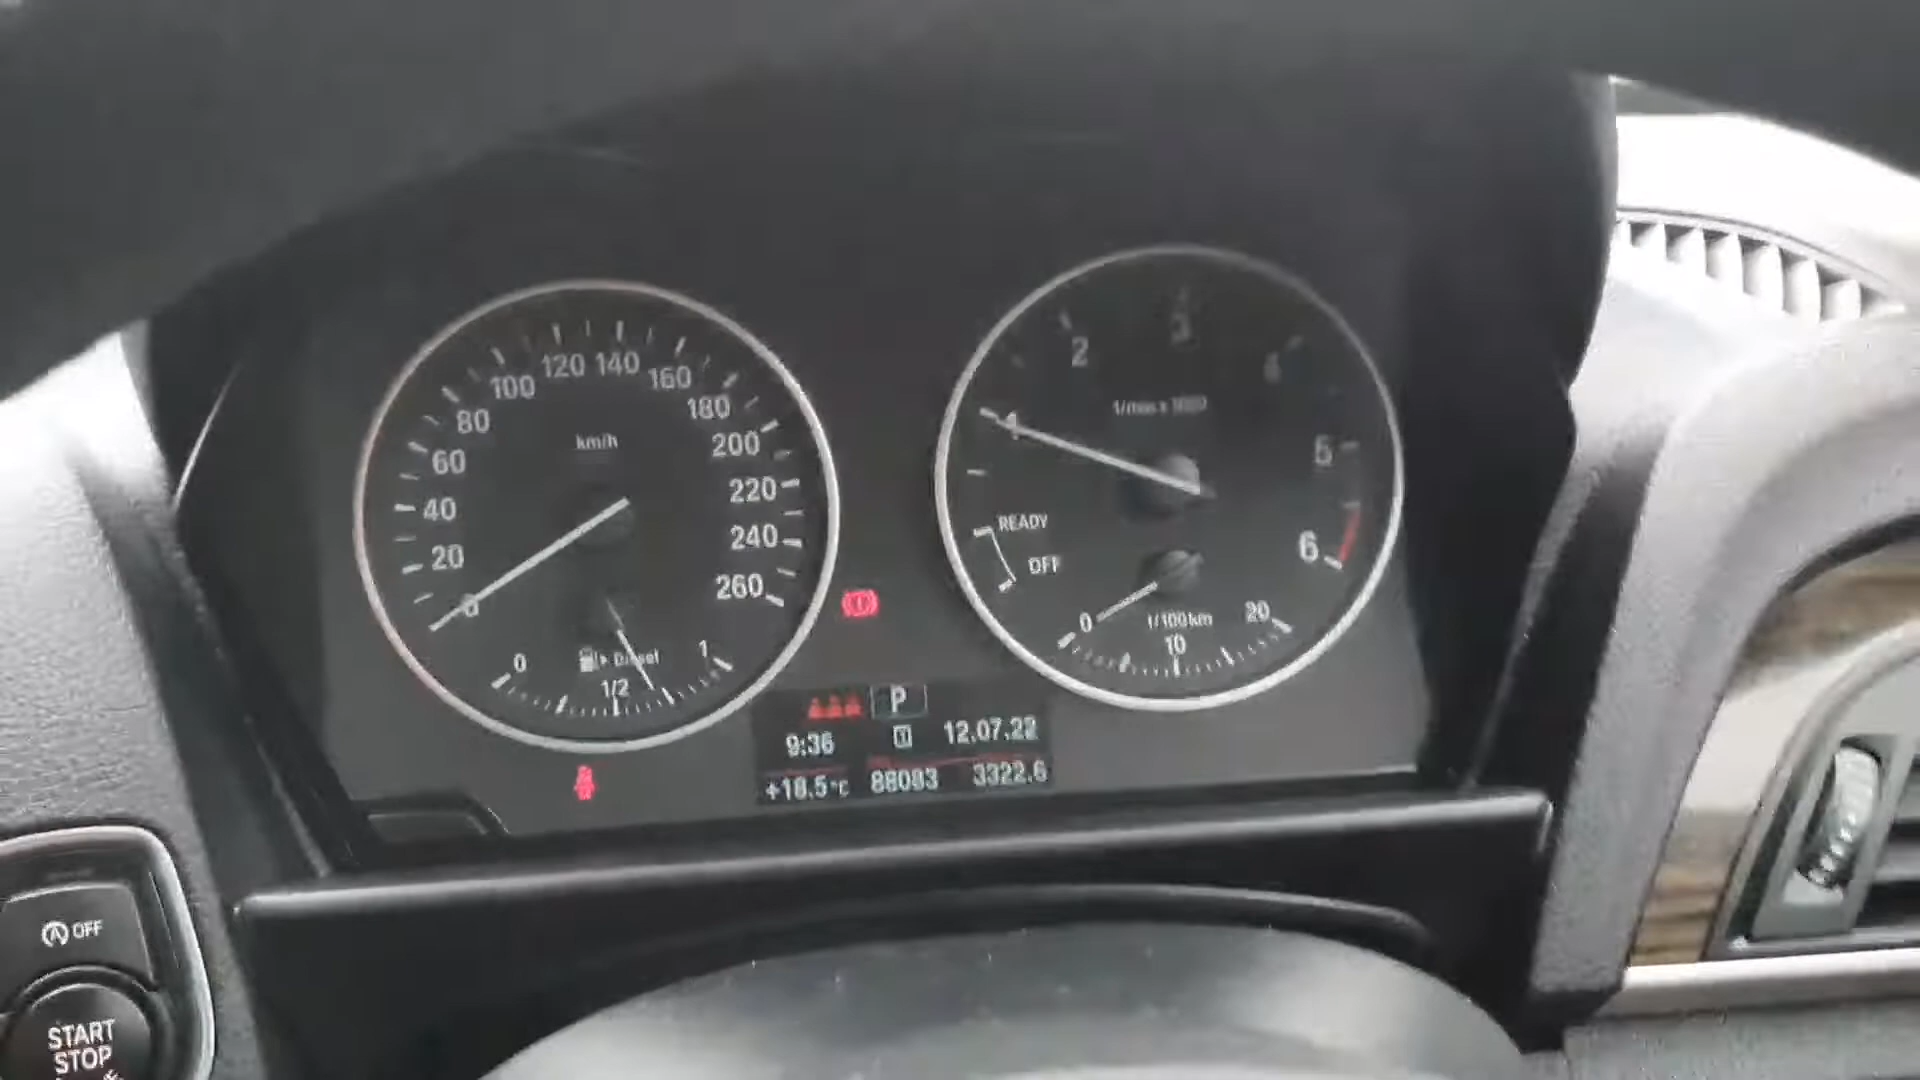 120 140
100 160
80 180
km/h
60 200
40 220
20 240
0 260
0 Diesel 1
1/2
3
2 4
1/min x 1000
1 5
READY
OFF 6
0 1/100km 20
10
P
9:36 12.07.22
+18.5°C 88083 3322.6
A OFF
START
STOP